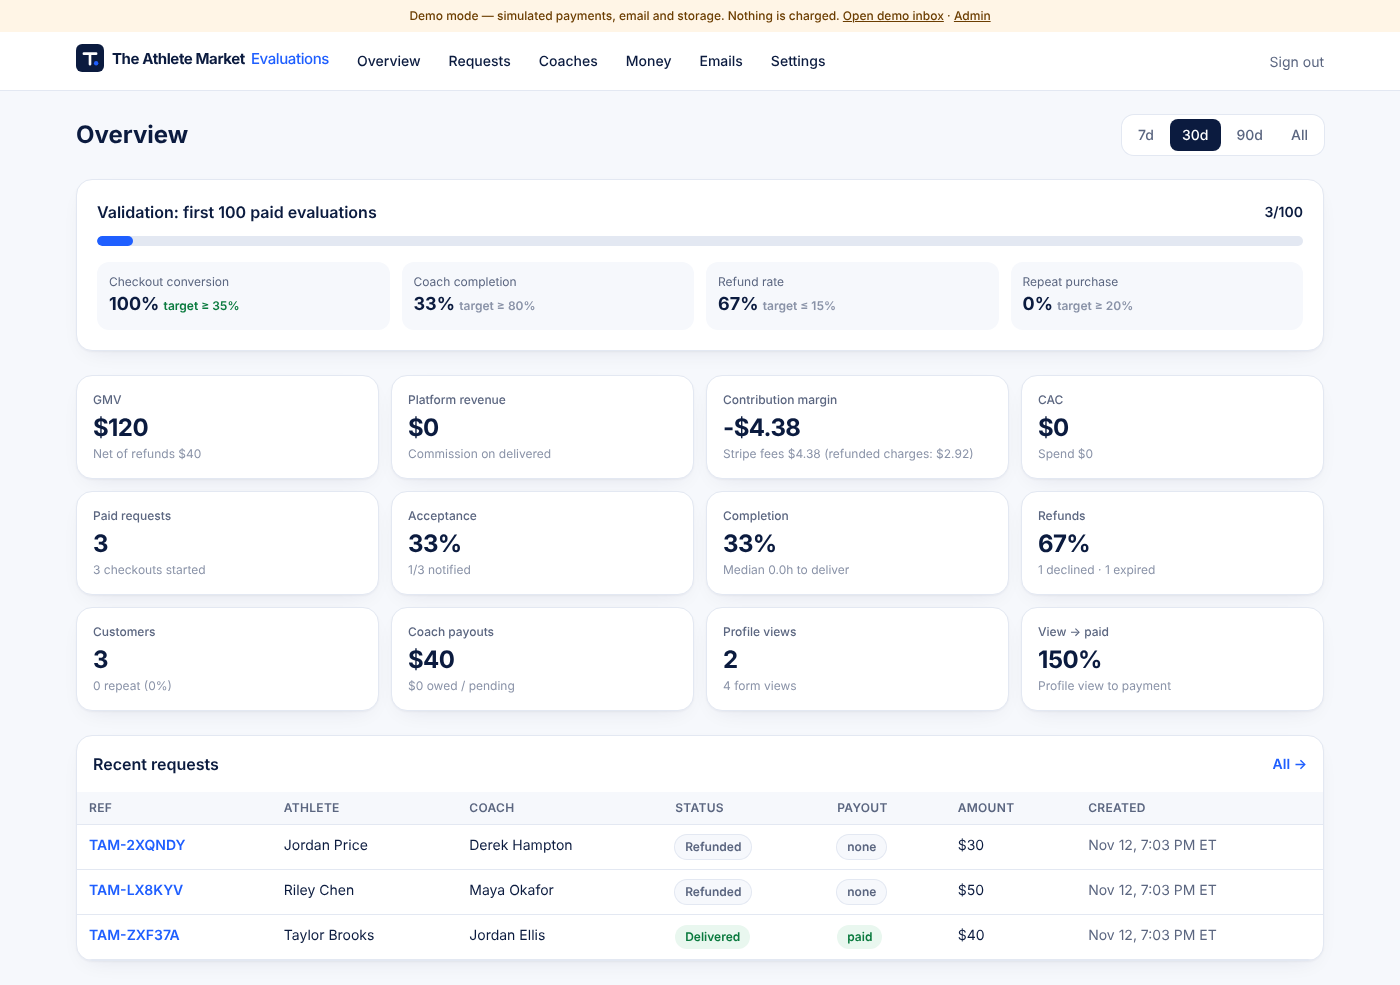 Demo mode — simulated payments, email and storage. Nothing is charged. Open demo inbox · Admin
T. The Athlete Market Evaluations Overview Requests Coaches Money Emails Settings Sign out
Overview 7d 30d 90d All
Validation: first 100 paid evaluations 3/100
Checkout conversion Coach completion Refund rate Repeat purchase
100% target ≥ 35% 33% target ≥ 80% 67% target ≤ 15% 0% target ≥ 20%
GMV Platform revenue Contribution margin CAC
$120 $0 -$4.38 $0
Net of refunds $40 Commission on delivered Stripe fees $4.38 (refunded charges: $2.92) Spend $0
Paid requests Acceptance Completion Refunds
3 33% 33% 67%
3 checkouts started 1/3 notified Median 0.0h to deliver 1 declined · 1 expired
Customers Coach payouts Profile views View → paid
3 $40 2 150%
0 repeat (0%) $0 owed / pending 4 form views Profile view to payment
Recent requests All →
REF ATHLETE COACH STATUS PAYOUT AMOUNT CREATED
TAM-2XQNDY Jordan Price Derek Hampton Refunded none $30 Nov 12, 7:03 PM ET
TAM-LX8KYV Riley Chen Maya Okafor Refunded none $50 Nov 12, 7:03 PM ET
TAM-ZXF37A Taylor Brooks Jordan Ellis Delivered paid $40 Nov 12, 7:03 PM ET